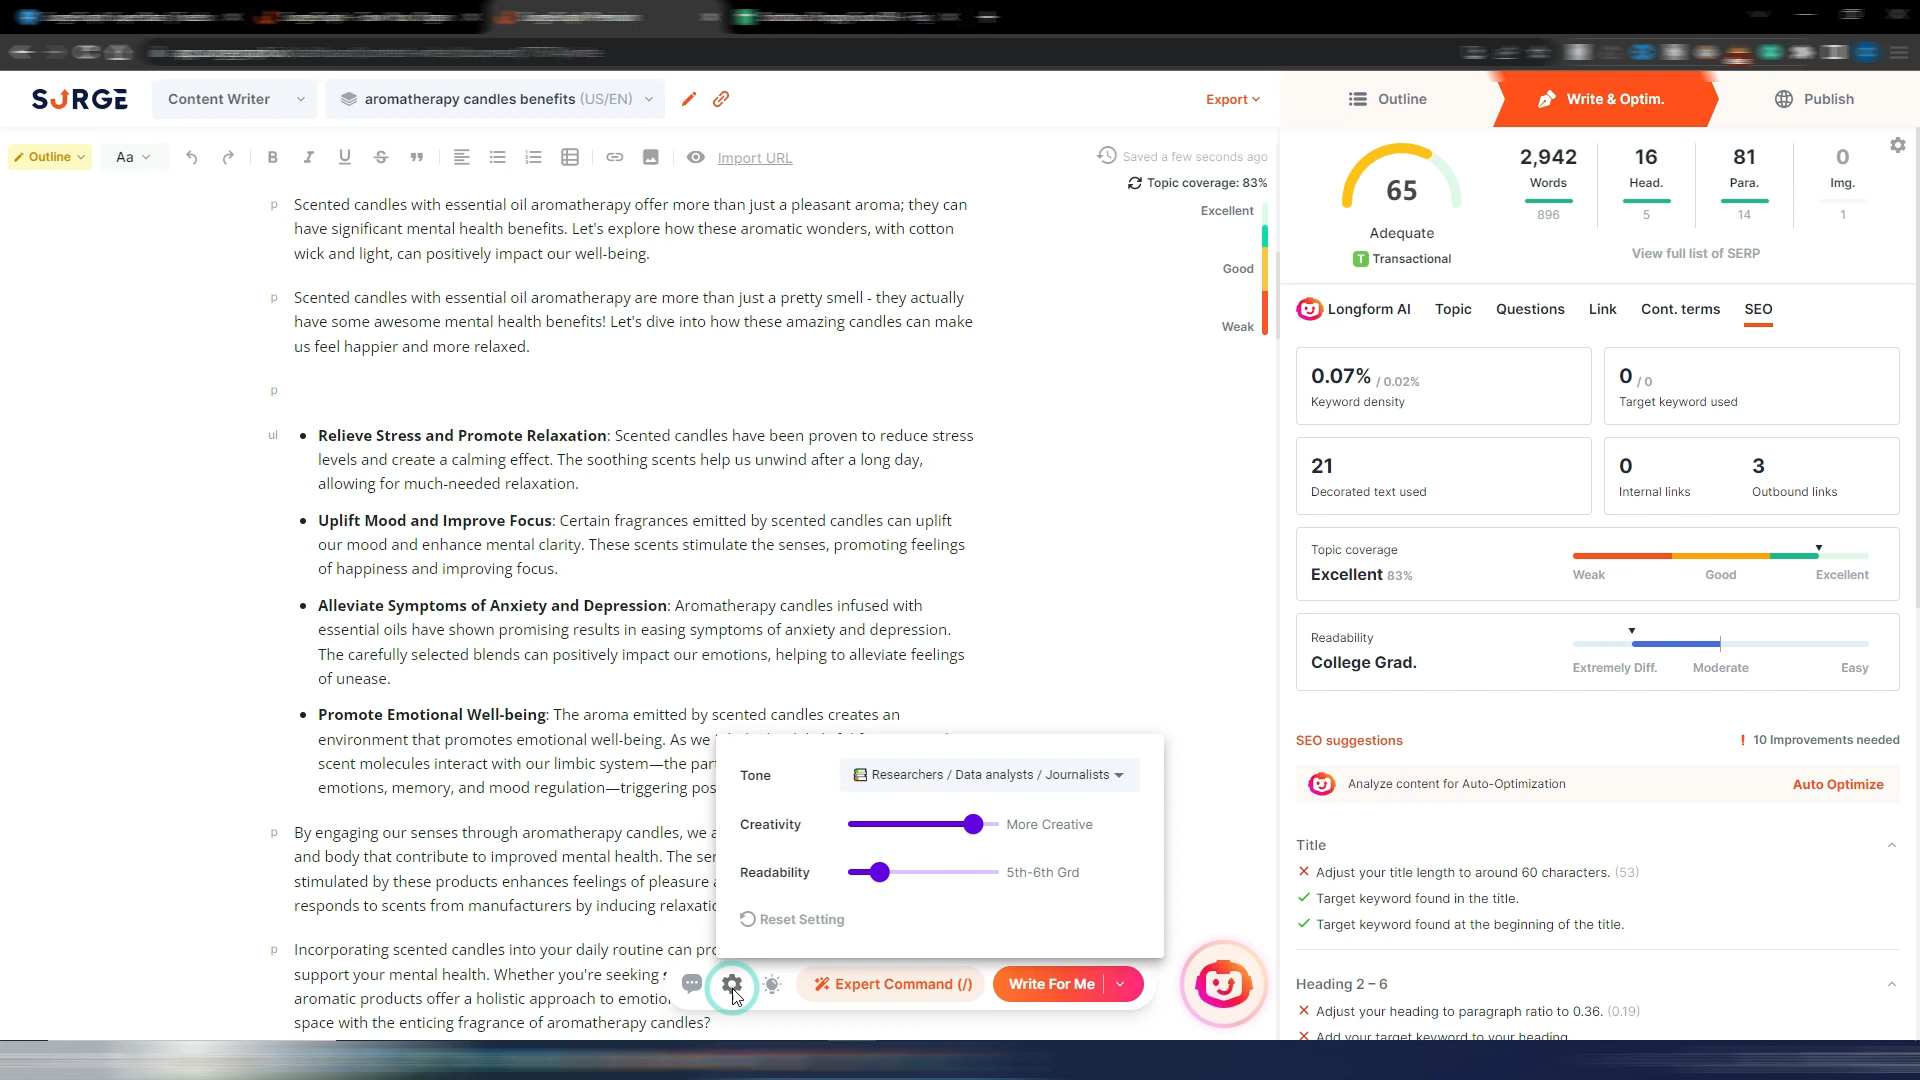 SURGE
Content Writer
aromatherapy candles benefits (US/EN)
Export
Outline
Write & Optim.
Publish
Outline
Aa
B I U S
Import URL
Saved a few seconds ago
Topic coverage: 83%
Excellent
Good
Weak
p
Scented candles with essential oil aromatherapy offer more than just a pleasant aroma; they can
have significant mental health benefits. Let's explore how these aromatic wonders, with cotton
wick and light, can positively impact our well-being.
p
Scented candles with essential oil aromatherapy are more than just a pretty smell - they actually
have some awesome mental health benefits! Let's dive into how these amazing candles can make
us feel happier and more relaxed.
p
ul
• Relieve Stress and Promote Relaxation: Scented candles have been proven to reduce stress
levels and create a calming effect. The soothing scents help us unwind after a long day,
allowing for much-needed relaxation.
• Uplift Mood and Improve Focus: Certain fragrances emitted by scented candles can uplift
our mood and enhance mental clarity. These scents stimulate the senses, promoting feelings
of happiness and improving focus.
• Alleviate Symptoms of Anxiety and Depression: Aromatherapy candles infused with
essential oils have shown promising results in easing symptoms of anxiety and depression.
The carefully selected blends can positively impact our emotions, helping to alleviate feelings
of unease.
• Promote Emotional Well-being: The aroma emitted by scented candles creates an
environment that promotes emotional well-being. As we
scent molecules interact with our limbic system—the par
emotions, memory, and mood regulation—triggering pos
p
By engaging our senses through aromatherapy candles, we a
and body that contribute to improved mental health. The ser
stimulated by these products enhances feelings of pleasure a
responds to scents from manufacturers by inducing relaxatio
p
Incorporating scented candles into your daily routine can pro
support your mental health. Whether you're seeking
aromatic products offer a holistic approach to emotio
space with the enticing fragrance of aromatherapy candles?
Tone
Researchers / Data analysts / Journalists
Creativity
More Creative
Readability
5th-6th Grd
Reset Setting
Expert Command (/)
Write For Me
65
Adequate
T Transactional
2,942
Words
896
16
Head.
5
81
Para.
14
0
Img.
1
View full list of SERP
Longform AI
Topic
Questions
Link
Cont. terms
SEO
0.07% / 0.02%
Keyword density
0 / 0
Target keyword used
21
Decorated text used
0
Internal links
3
Outbound links
Topic coverage
Excellent 83%
Weak
Good
Excellent
Readability
College Grad.
Extremely Diff.
Moderate
Easy
SEO suggestions
! 10 Improvements needed
Analyze content for Auto-Optimization
Auto Optimize
Title
Adjust your title length to around 60 characters. (53)
Target keyword found in the title.
Target keyword found at the beginning of the title.
Heading 2 – 6
Adjust your heading to paragraph ratio to 0.36. (0.19)
Add your target keyword to your heading